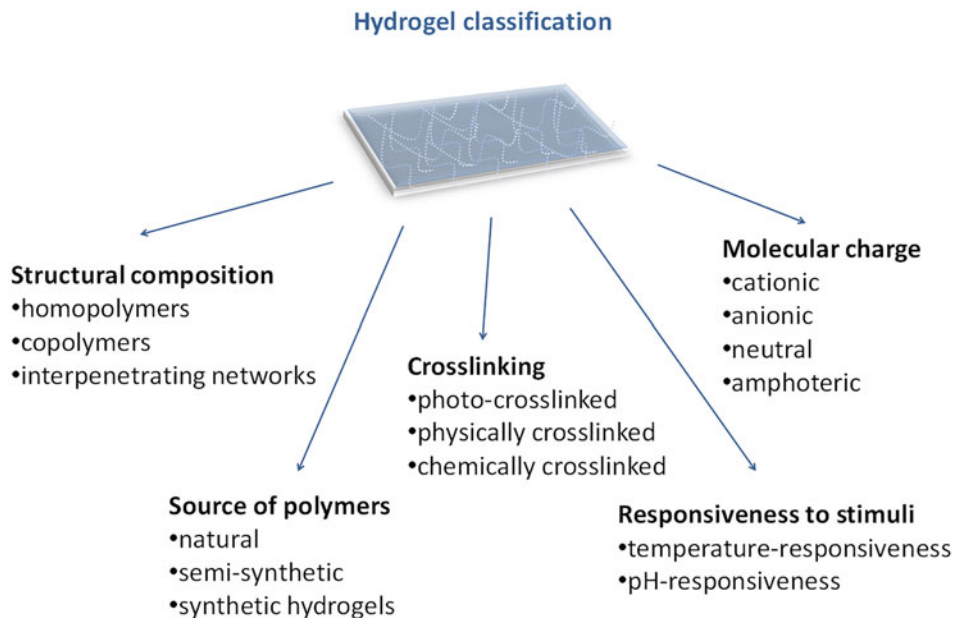 Hydrogel classification
Structural composition
•homopolymers
•copolymers
•interpenetrating networks
Source of polymers
•natural
•semi-synthetic
•synthetic hydrogels
Crosslinking
•photo-crosslinked
•physically crosslinked
•chemically crosslinked
Responsiveness to stimuli
•temperature-responsiveness
•pH-responsiveness
Molecular charge
•cationic
•anionic
•neutral
•amphoteric